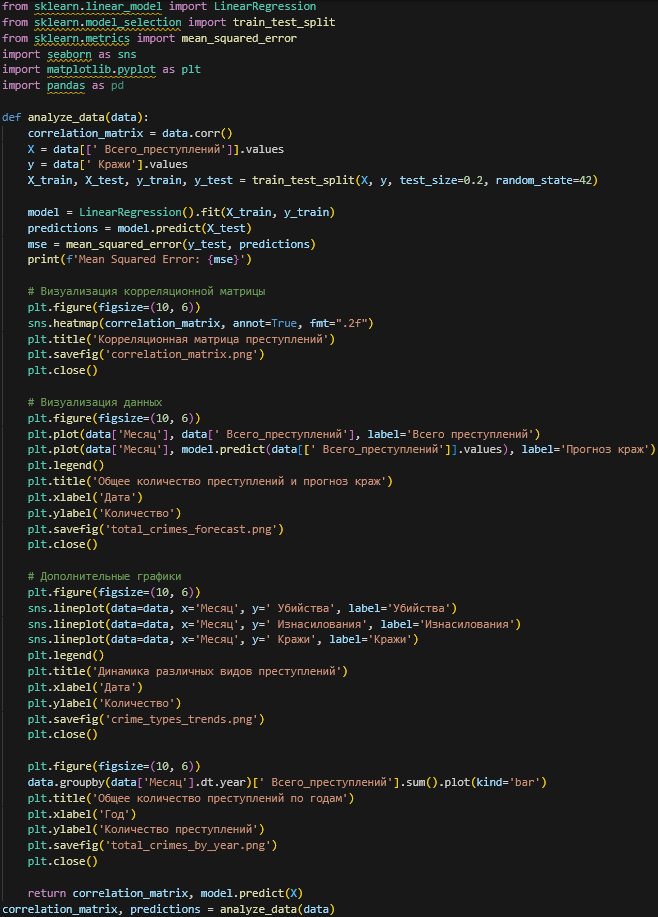 from sklearn.linear_model import LinearRegression
from sklearn.model_selection import train_test_split
from sklearn.metrics import mean_squared_error
import seaborn as sns
import matplotlib.pyplot as plt
import pandas as pd

def analyze_data(data):
    correlation_matrix = data.corr()
    X = data[[' Всего_преступлений']].values
    y = data[' Кражи'].values
    X_train, X_test, y_train, y_test = train_test_split(X, y, test_size=0.2, random_state=42)

    model = LinearRegression().fit(X_train, y_train)
    predictions = model.predict(X_test)
    mse = mean_squared_error(y_test, predictions)
    print(f'Mean Squared Error: {mse}')

    # Визуализация корреляционной матрицы
    plt.figure(figsize=(10, 6))
    sns.heatmap(correlation_matrix, annot=True, fmt=".2f")
    plt.title('Корреляционная матрица преступлений')
    plt.savefig('correlation_matrix.png')
    plt.close()

    # Визуализация данных
    plt.figure(figsize=(10, 6))
    plt.plot(data['Месяц'], data[' Всего_преступлений'], label='Всего преступлений')
    plt.plot(data['Месяц'], model.predict(data[[' Всего_преступлений']].values), label='Прогноз краж')
    plt.legend()
    plt.title('Общее количество преступлений и прогноз краж')
    plt.xlabel('Дата')
    plt.ylabel('Количество')
    plt.savefig('total_crimes_forecast.png')
    plt.close()

    # Дополнительные графики
    plt.figure(figsize=(10, 6))
    sns.lineplot(data=data, x='Месяц', y=' Убийства', label='Убийства')
    sns.lineplot(data=data, x='Месяц', y=' Изнасилования', label='Изнасилования')
    sns.lineplot(data=data, x='Месяц', y=' Кражи', label='Кражи')
    plt.legend()
    plt.title('Динамика различных видов преступлений')
    plt.xlabel('Дата')
    plt.ylabel('Количество')
    plt.savefig('crime_types_trends.png')
    plt.close()

    plt.figure(figsize=(10, 6))
    data.groupby(data['Месяц'].dt.year)[' Всего_преступлений'].sum().plot(kind='bar')
    plt.title('Общее количество преступлений по годам')
    plt.xlabel('Год')
    plt.ylabel('Количество преступлений')
    plt.savefig('total_crimes_by_year.png')
    plt.close()

    return correlation_matrix, model.predict(X)
correlation_matrix, predictions = analyze_data(data)